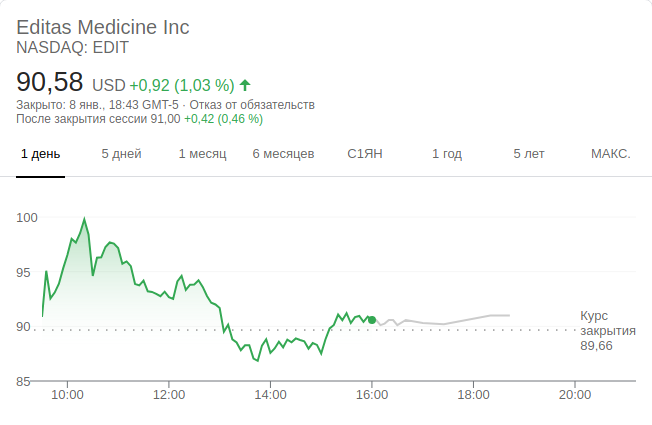 Editas Medicine Inc
NASDAQ: EDIT
90,58 USD +0,92 (1,03 %)
Закрыто: 8 янв., 18:43 GMT-5 · Отказ от обязательств
После закрытия сессии 91,00 +0,42 (0,46 %)
1 день 5 дней 1 месяц 6 месяцев С1ЯН 1 год 5 лет МАКС.
100
95
90
85
Курс
закрытия
89,66
10:00 12:00 14:00 16:00 18:00 20:00